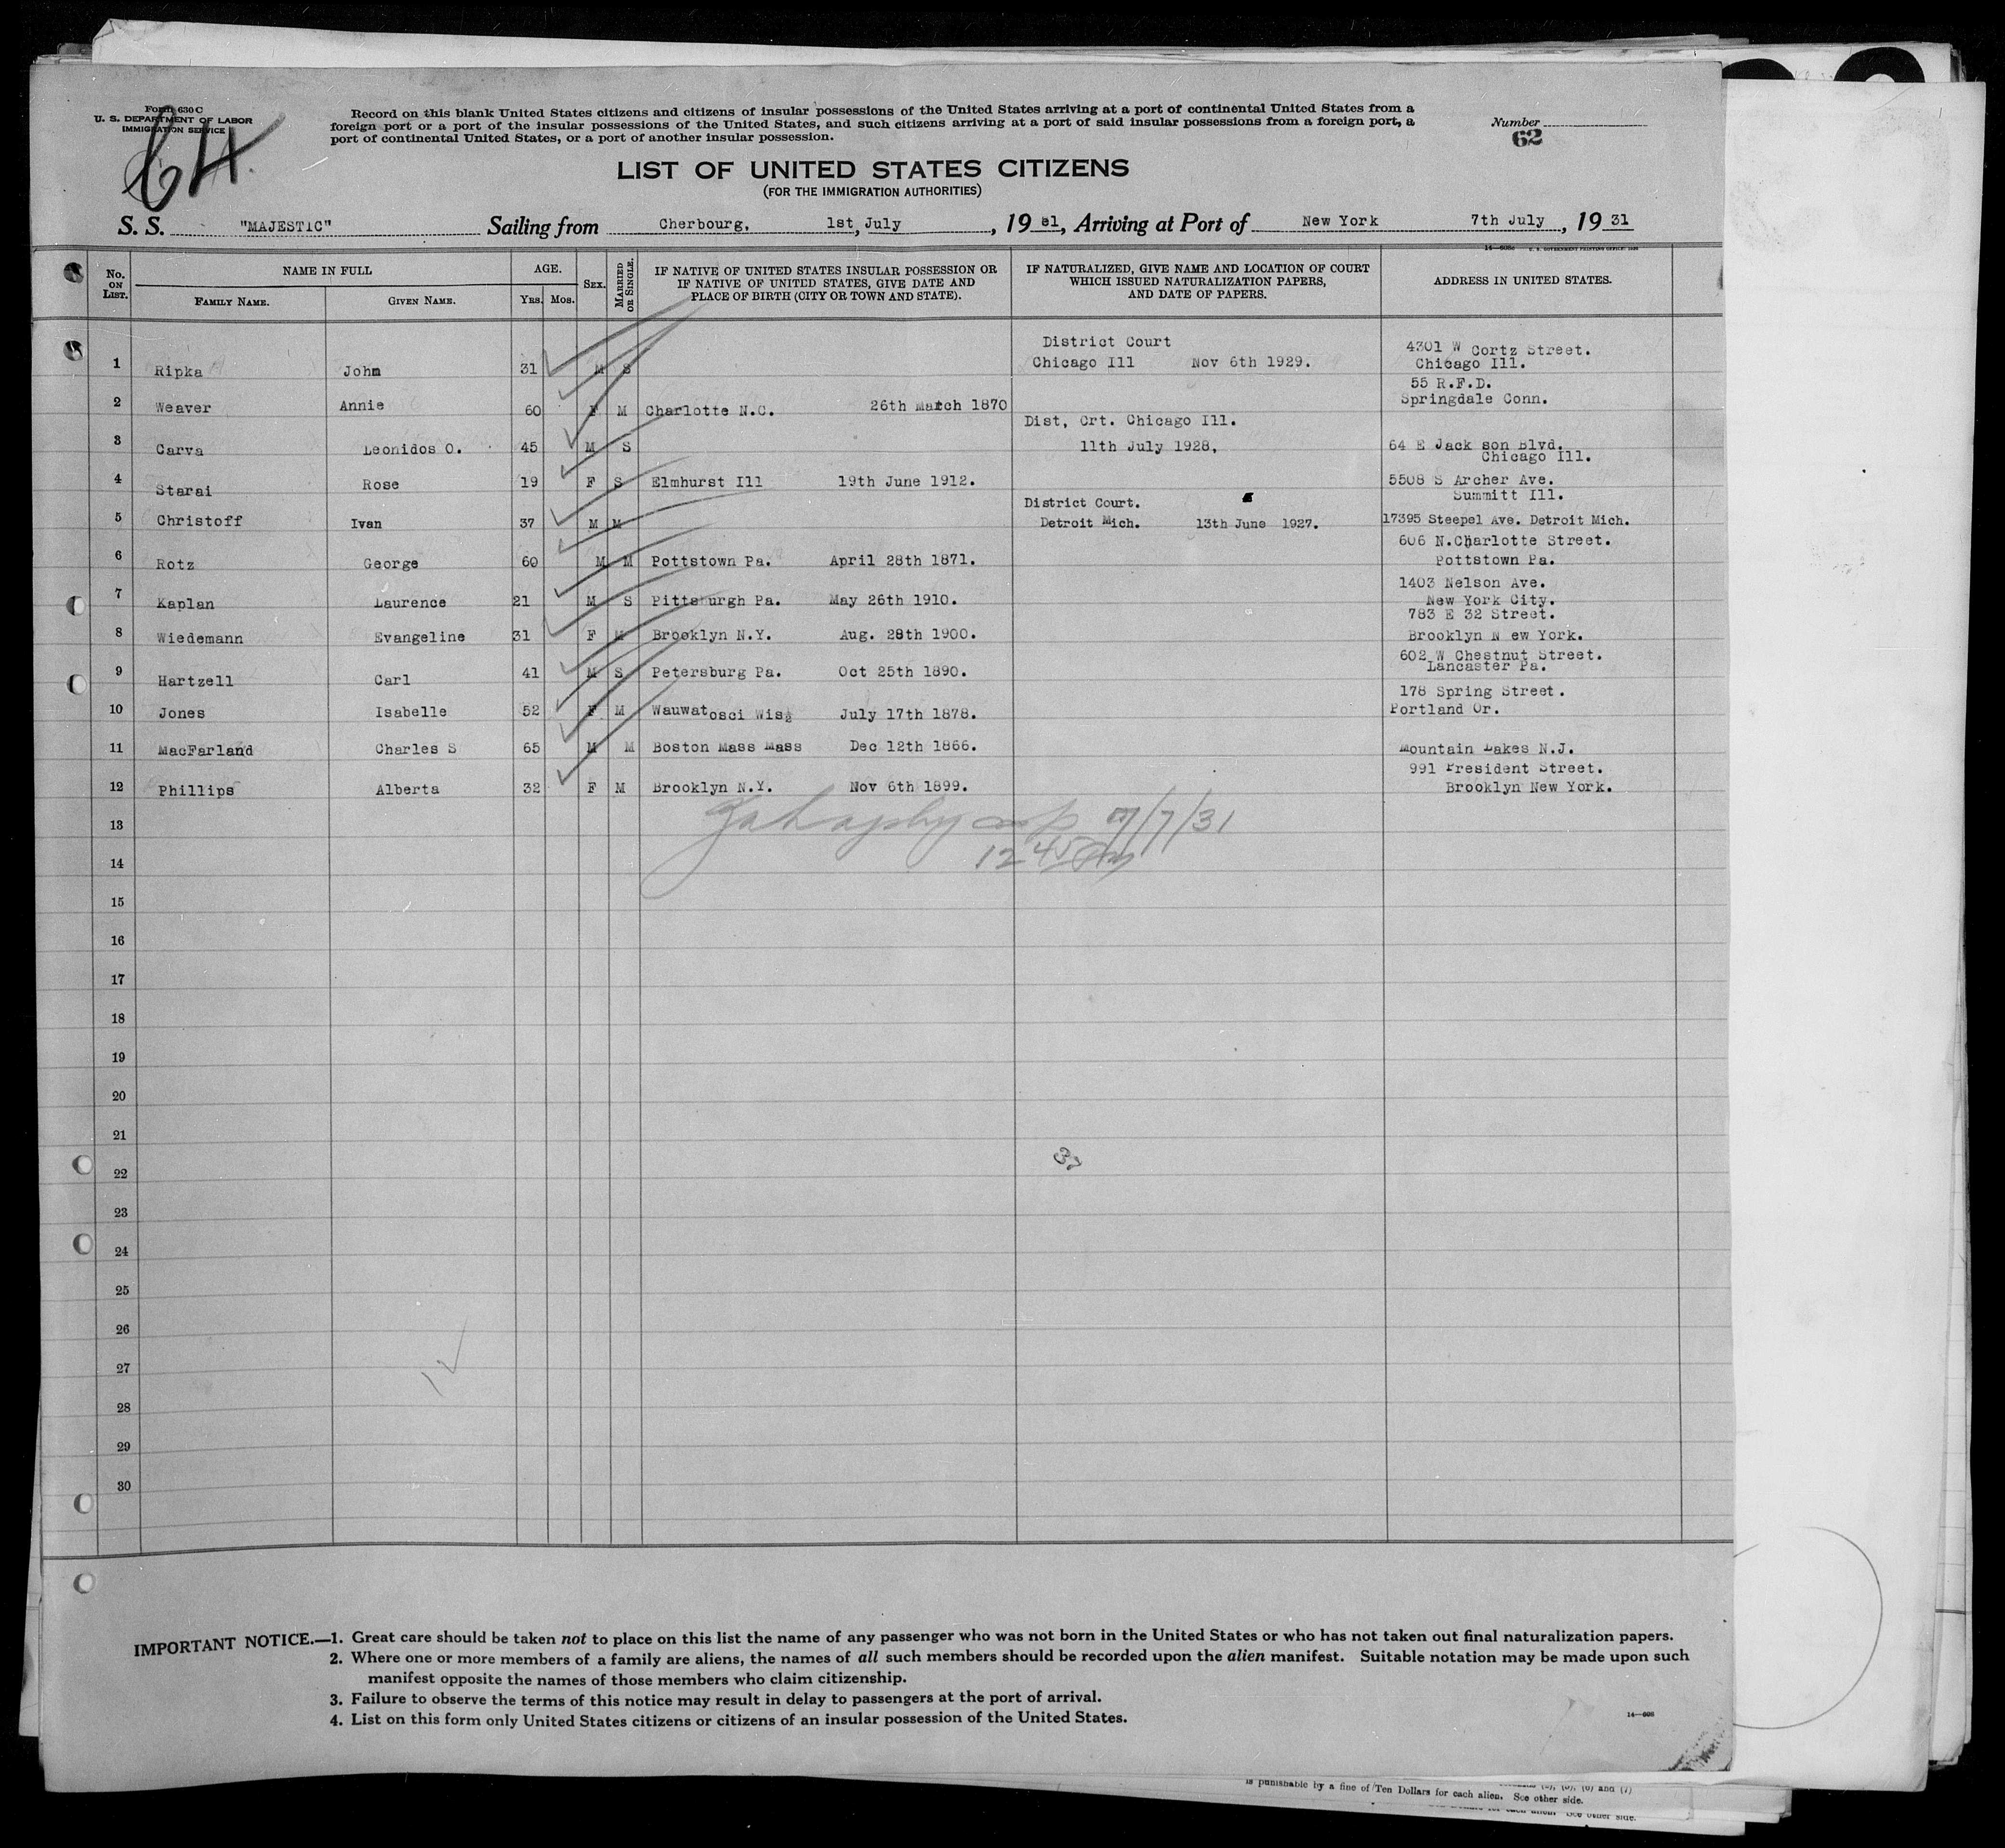 Form 630 C
U. S. DEPARTMENT OF LABOR
IMMIGRATION SERVICE
64
Record on this blank United States citizens and citizens of insular possessions of the United States arriving at a port of continental United States from a
foreign port or a port of the insular possessions of the United States, and such citizens arriving at a port of said insular possessions from a foreign port, a
port of continental United States, or a port of another insular possession.
Number
62
LIST OF UNITED STATES CITIZENS
(FOR THE IMMIGRATION AUTHORITIES)
S. S. "MAJESTIC" Sailing from Cherbourg, 1st, July, 19 31, Arriving at Port of New York 7th July, 19 31
No. ON LIST. NAME IN FULL AGE. SEX. MARRIED OR SINGLE. IF NATIVE OF UNITED STATES INSULAR POSSESSION OR IF NATIVE OF UNITED STATES, GIVE DATE AND PLACE OF BIRTH (CITY OR TOWN AND STATE). IF NATURALIZED, GIVE NAME AND LOCATION OF COURT WHICH ISSUED NATURALIZATION PAPERS, AND DATE OF PAPERS. ADDRESS IN UNITED STATES.
FAMILY NAME. GIVEN NAME. YRS. MOS.
1 Ripka John 31 M S District Court Chicago Ill Nov 6th 1929. 4301 W Cortz Street. Chicago Ill.
2 Weaver Annie 60 F M Charlotte N.C. 26th March 1870 55 R.F.D. Springdale Conn.
3 Carva Leonidos O. 45 M S Dist, Crt. Chicago Ill. 11th July 1928, 64 E Jack son Blvd. Chicago Ill.
4 Starai Rose 19 F S Elmhurst Ill 19th June 1912. 5508 S Archer Ave. Summitt Ill.
5 Christoff Ivan 37 M M District Court. Detroit Mich. 13th June 1927. 17395 Steepel Ave. Detroit Mich.
6 Rotz George 60 M M Pottstown Pa. April 28th 1871. 606 N.Charlotte Street. Pottstown Pa.
7 Kaplan Laurence 21 M S Pittsburgh Pa. May 26th 1910. 1403 Nelson Ave. New York City.
8 Wiedemann Evangeline 31 F M Brooklyn N.Y. Aug. 28th 1900. 783 E 32 Street. Brooklyn N ew York.
9 Hartzell Carl 41 M S Petersburg Pa. Oct 25th 1890. 602 W Chestnut Street. Lancaster Pa.
10 Jones Isabelle 52 F M Wauwatosci Wis. July 17th 1878. 178 Spring Street. Portland Or.
11 MacFarland Charles S 65 M M Boston Mass Mass Dec 12th 1866. Mountain Lakes N.J.
12 Phillips Alberta 32 F M Brooklyn N.Y. Nov 6th 1899. 991 President Street. Brooklyn New York.
13
7/7/31
14
12 45 Pm
15
16
17
18
19
20
21
22
37
23
24
25
26
27
12
28
29
30
IMPORTANT NOTICE.—1. Great care should be taken not to place on this list the name of any passenger who was not born in the United States or who has not taken out final naturalization papers.
2. Where one or more members of a family are aliens, the names of all such members should be recorded upon the alien manifest. Suitable notation may be made upon such
manifest opposite the names of those members who claim citizenship.
3. Failure to observe the terms of this notice may result in delay to passengers at the port of arrival.
4. List on this form only United States citizens or citizens of an insular possession of the United States.
is punishable by a fine of Ten Dollars for each alien. See other side.
(6) and (7)